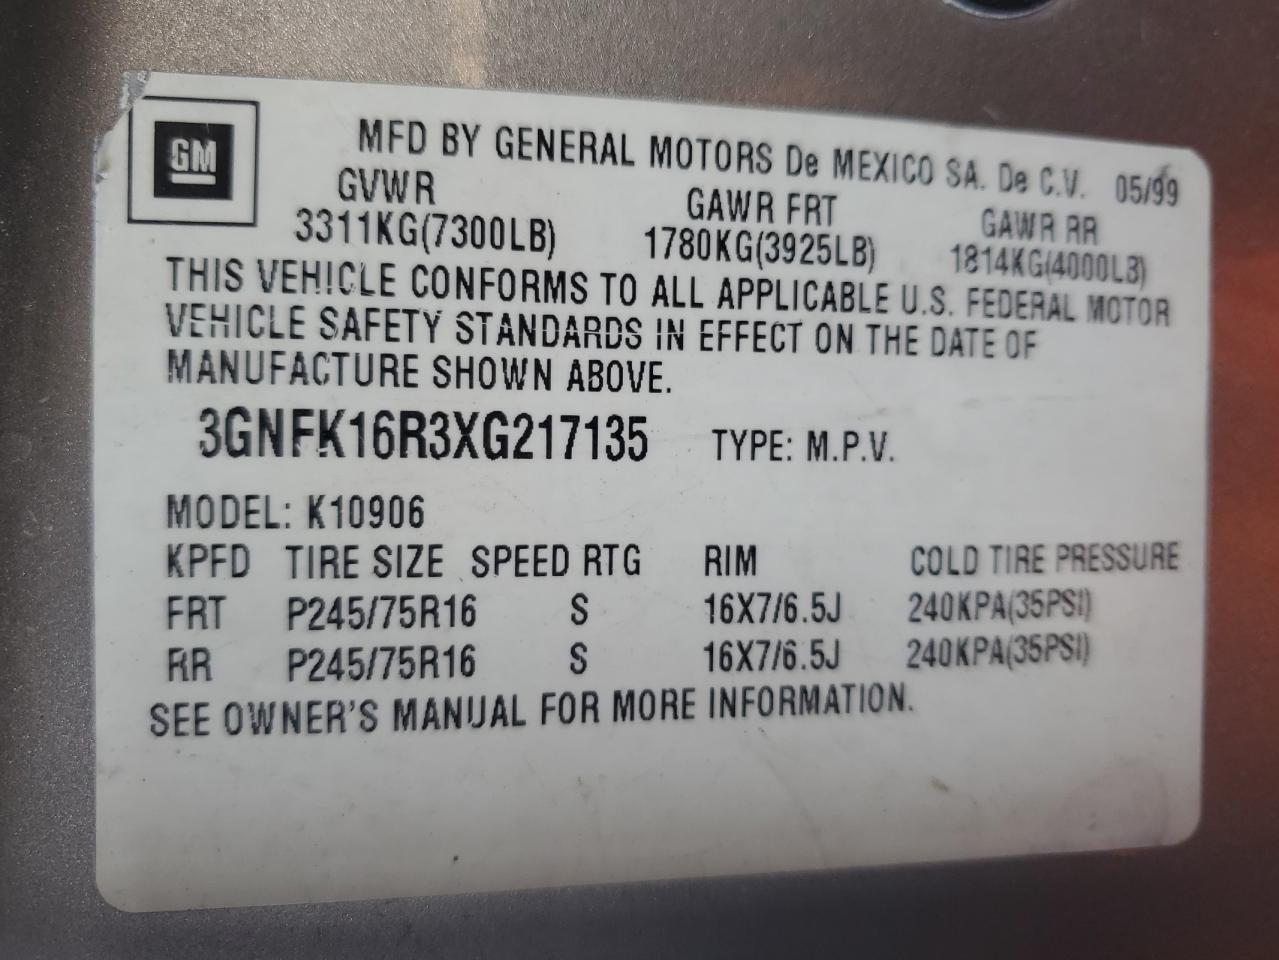 GM
MFD BY GENERAL MOTORS De MEXICO SA. De C.V. 05/99
GVWR GAWR FRT GAWR RR
3311KG(7300LB) 1780KG(3925LB) 1814KG(4000LB)
THIS VEHICLE CONFORMS TO ALL APPLICABLE U.S. FEDERAL MOTOR
VEHICLE SAFETY STANDARDS IN EFFECT ON THE DATE OF
MANUFACTURE SHOWN ABOVE.
3GNFK16R3XG217135 TYPE: M.P.V.
MODEL: K10906
KPFD TIRE SIZE SPEED RTG RIM COLD TIRE PRESSURE
FRT P245/75R16 S 16X7/6.5J 240KPA(35PSI)
RR P245/75R16 S 16X7/6.5J 240KPA(35PSI)
SEE OWNER'S MANUAL FOR MORE INFORMATION.